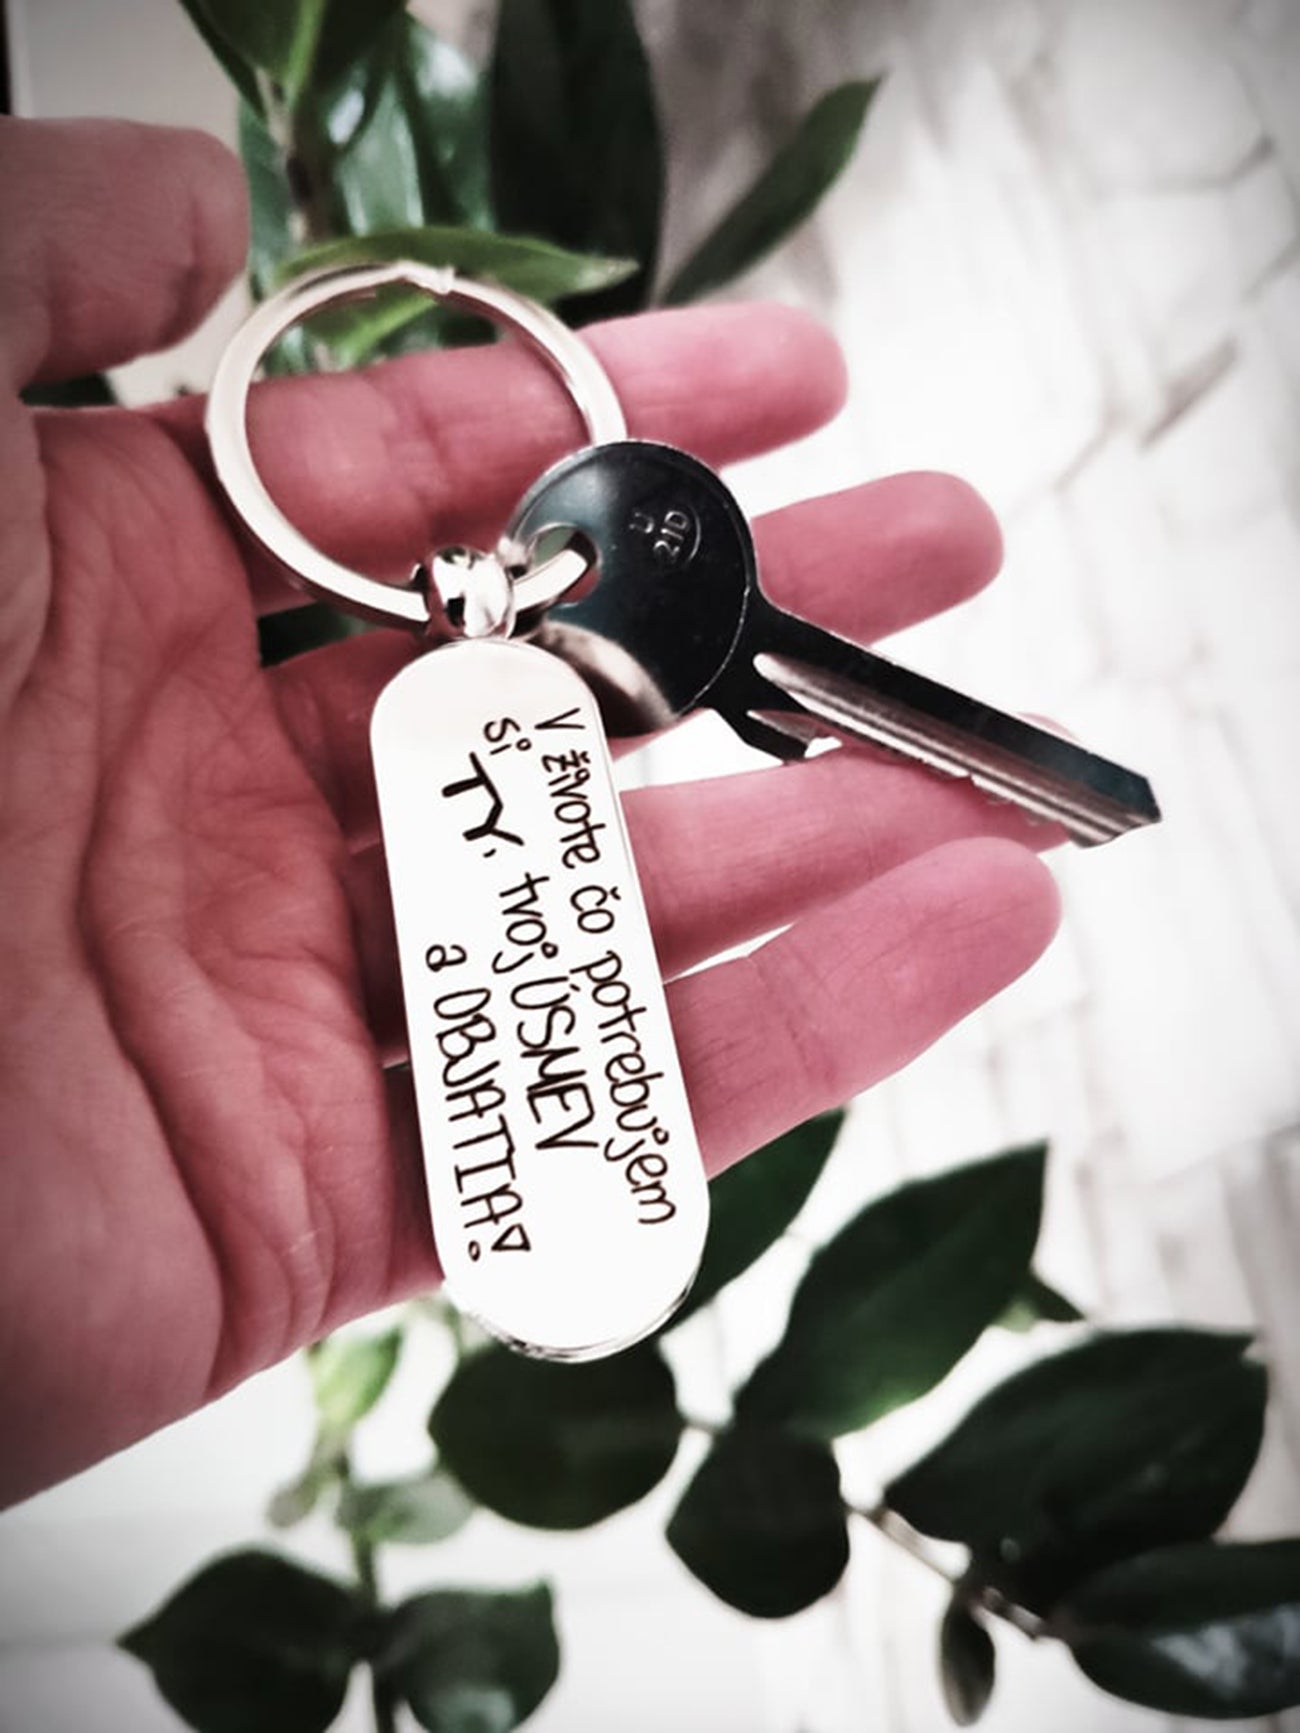 V živote čo potrebujem
si TY, tvoj ÚSMEV
a OBJATIA♡